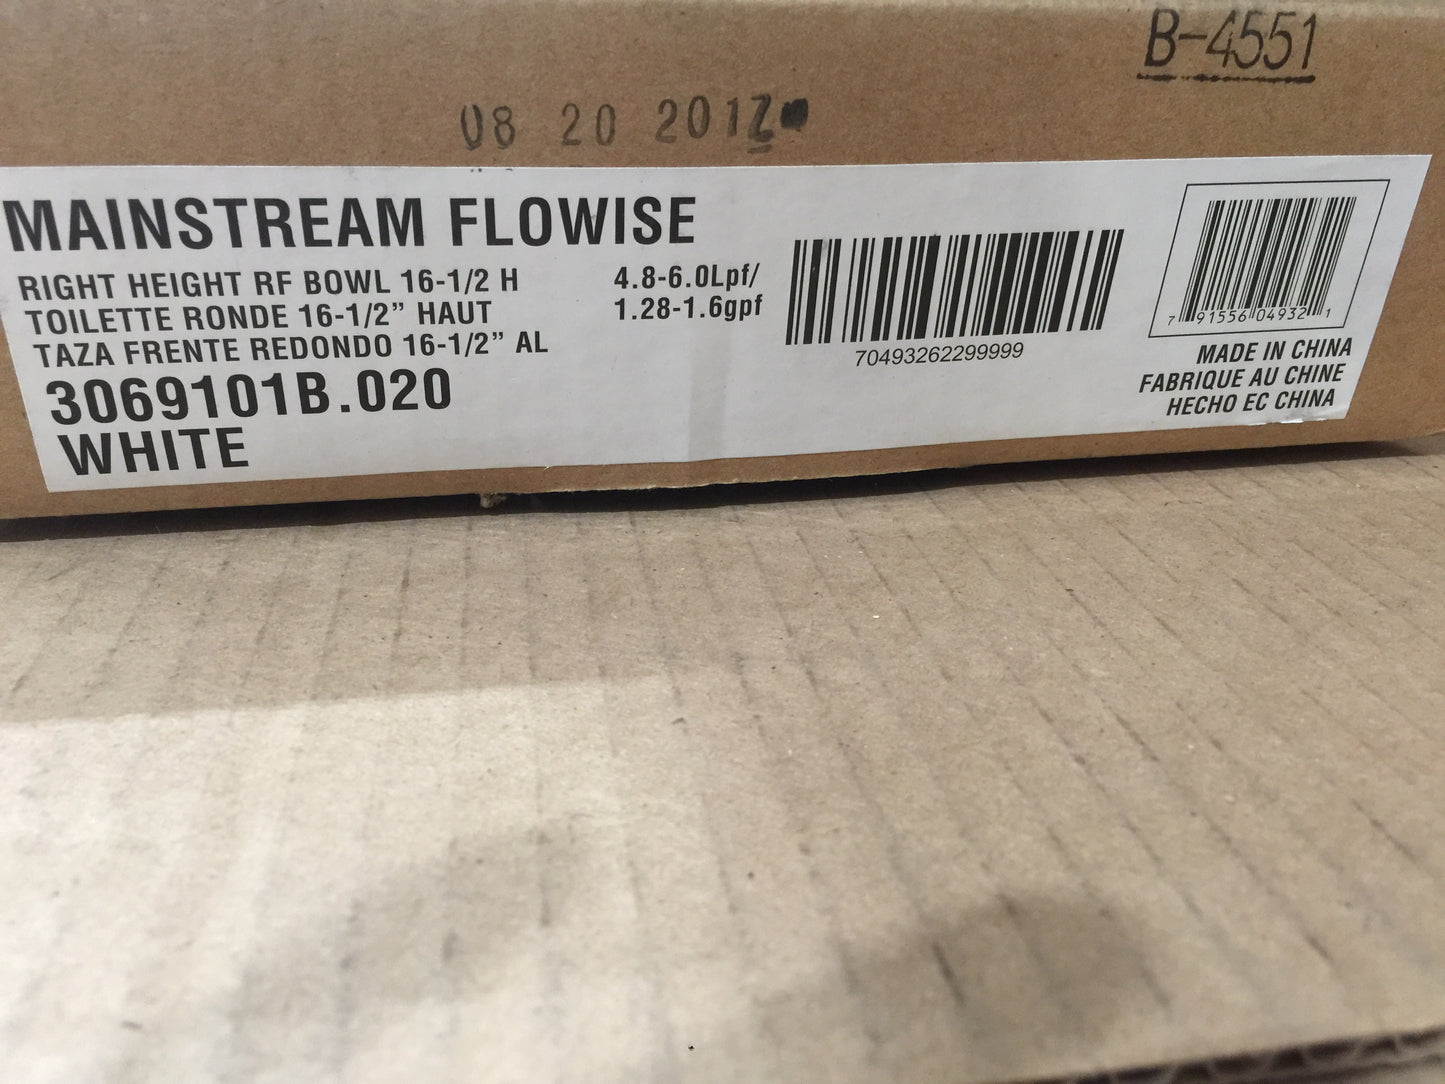 B-4551
08 20 2017
MAINSTREAM FLOWISE
RIGHT HEIGHT RF BOWL 16-1/2 H
TOILETTE RONDE 16-1/2” HAUT
TAZA FRENTE REDONDO 16-1/2” AL
3069101B.020
WHITE
4.8-6.0Lpf/
1.28-1.6gpf
70493262299999
7 91556 04932 1
MADE IN CHINA
FABRIQUE AU CHINE
HECHO EC CHINA